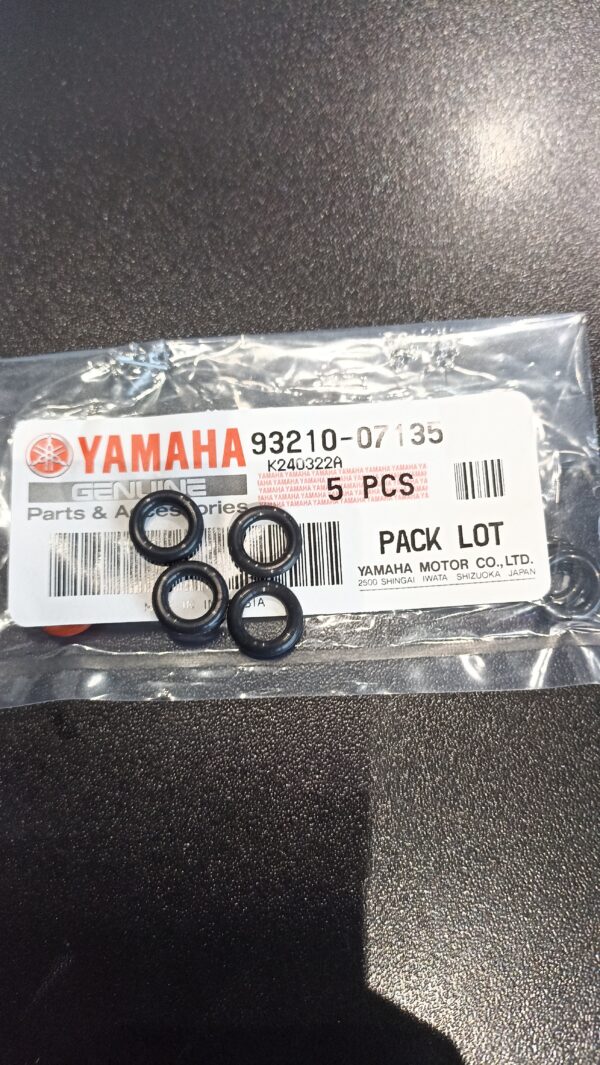 YAMAHA 93210-07135
K240322A
GENUINE
Parts & Accessories
5 PCS
PACK LOT
YAMAHA MOTOR CO., LTD.
2500 SHINGAI IWATA SHIZUOKA JAPAN